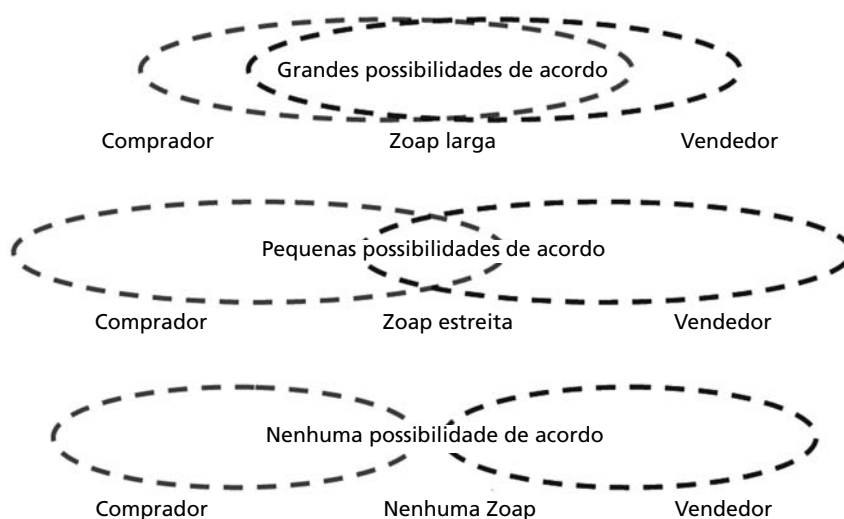 Grandes possibilidades de acordo
Comprador Zoap larga Vendedor
Pequenas possibilidades de acordo
Comprador Zoap estreita Vendedor
Nenhuma possibilidade de acordo
Comprador Nenhuma Zoap Vendedor